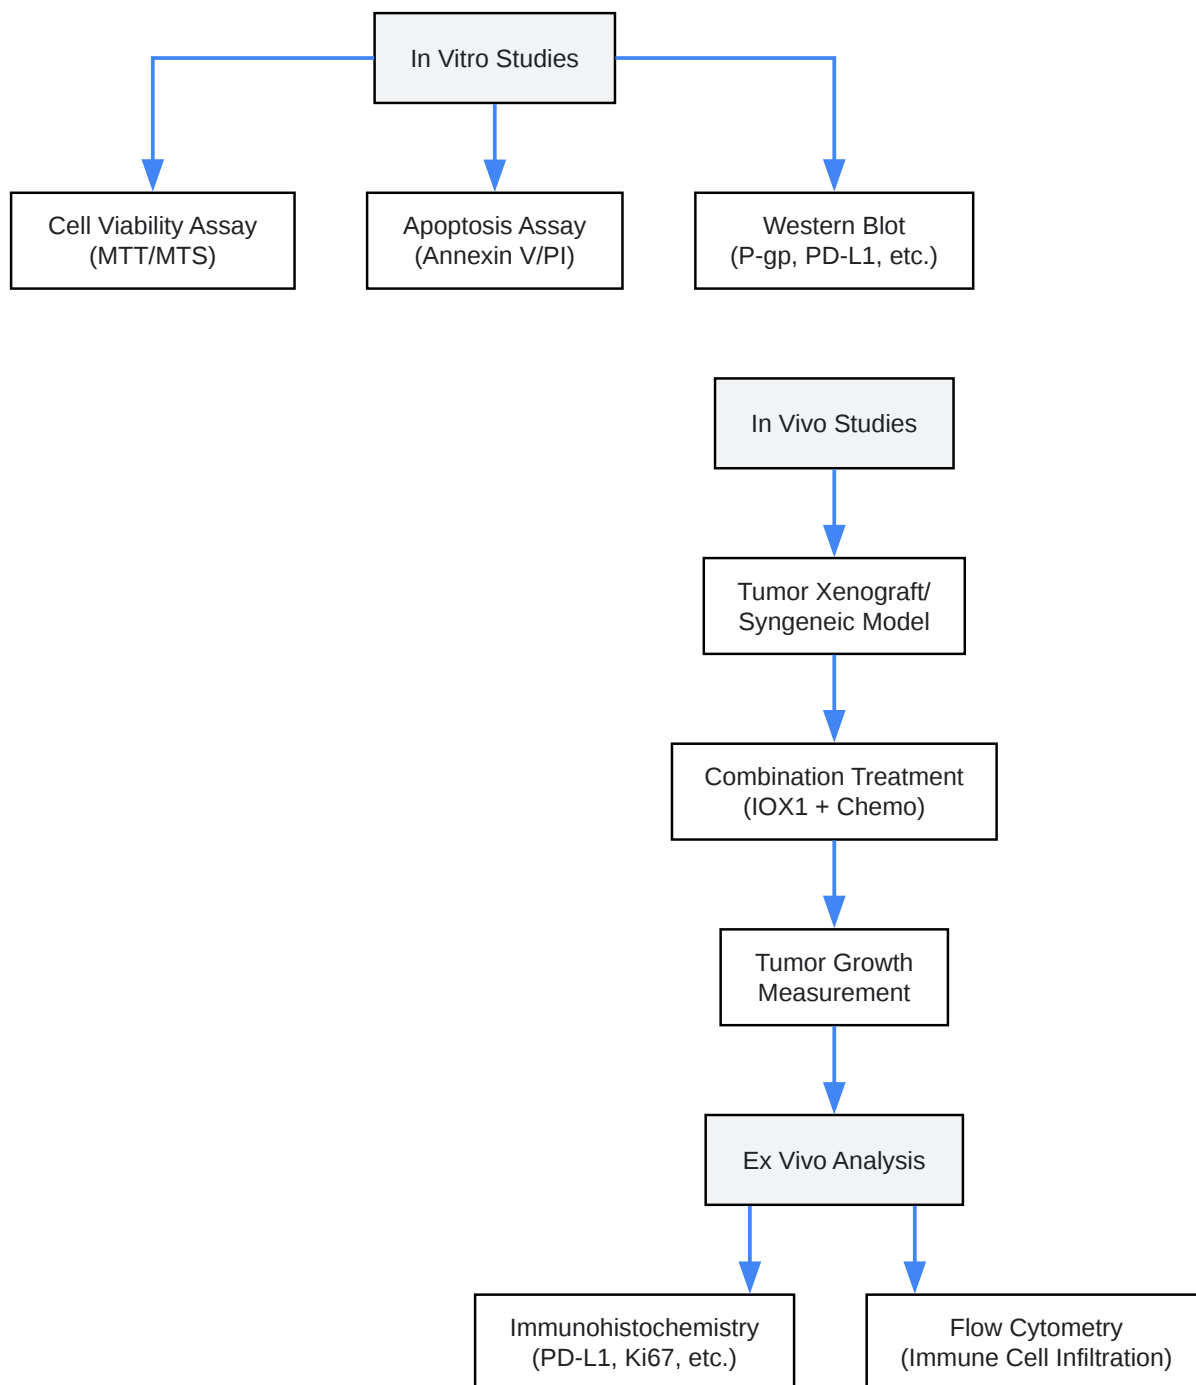 In Vitro Studies
Cell Viability Assay
(MTT/MTS)
Apoptosis Assay
(Annexin V/PI)
Western Blot
(P-gp, PD-L1, etc.)
In Vivo Studies
Tumor Xenograft/
Syngeneic Model
Combination Treatment
(IOX1 + Chemo)
Tumor Growth
Measurement
Ex Vivo Analysis
Immunohistochemistry
(PD-L1, Ki67, etc.)
Flow Cytometry
(Immune Cell Infiltration)